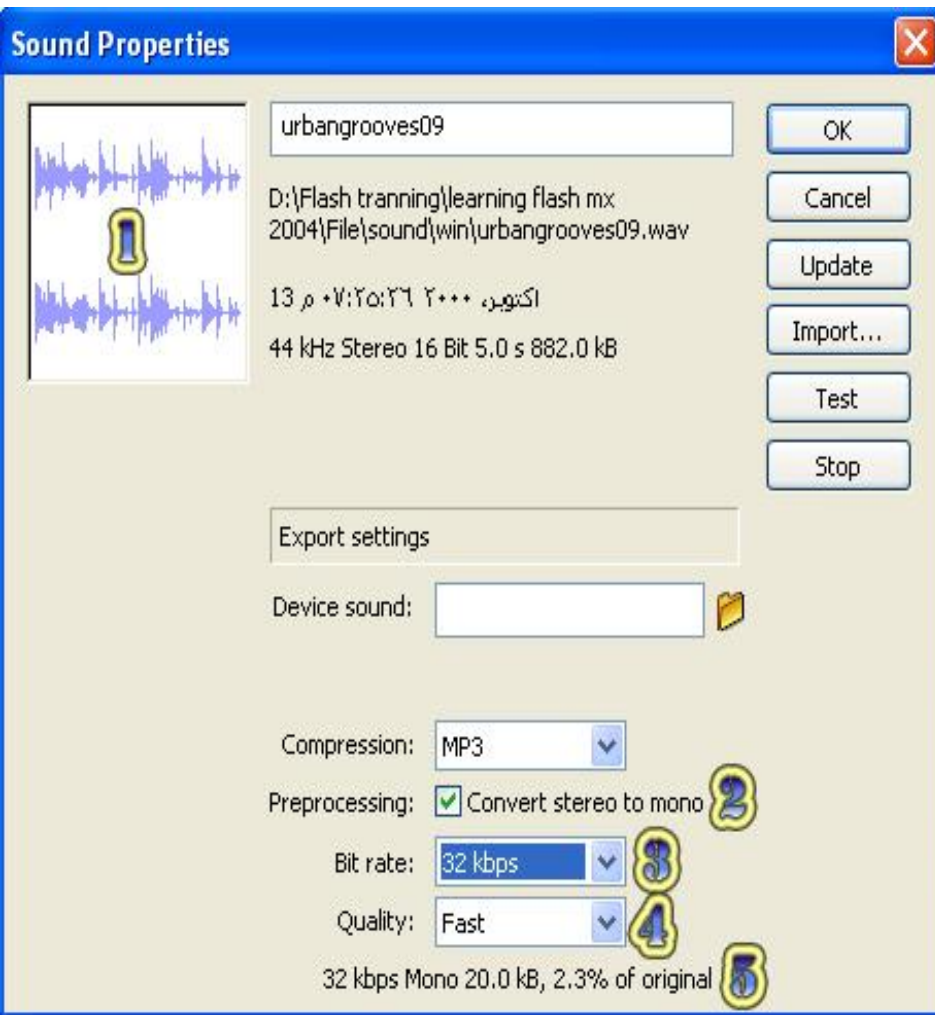 Sound Properties
1
urbangrooves09
D:\Flash tranning\learning flash mx
2004\File\sound\win\urbangrooves09.wav
13 اكتوبر، ٢٠٠٠ ٠٧:٢٥:٢٦ م
44 kHz Stereo 16 Bit 5.0 s 882.0 kB
OK
Cancel
Update
Import...
Test
Stop
Export settings
Device sound:
Compression: MP3
Preprocessing: Convert stereo to mono 2
Bit rate: 32 kbps 3
Quality: Fast 4
32 kbps Mono 20.0 kB, 2.3% of original 5